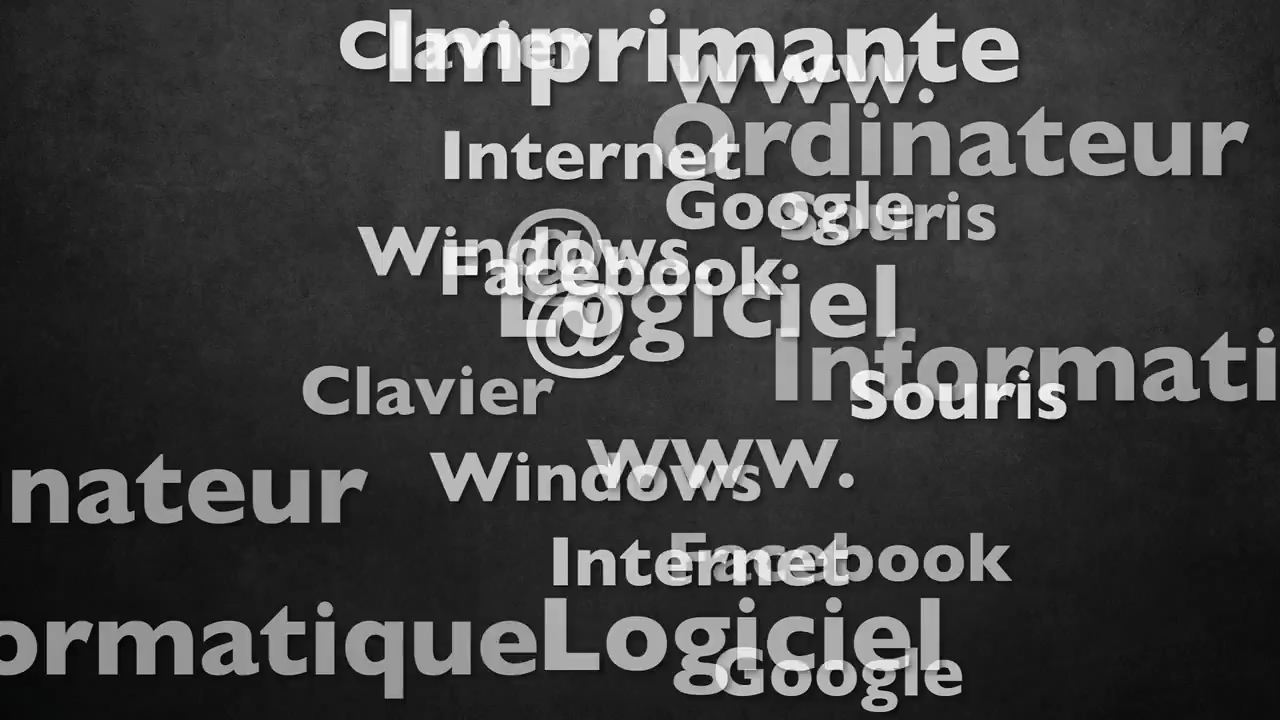 Clavier
Imprimante
www.
Ordinateur
Internet
Google
Souris
Windows
@
Facebook
Logiciel
@
Informati
Souris
Clavier
www.
Windows
nateur
Internet
Facebook
ormatique
Logiciel
Google